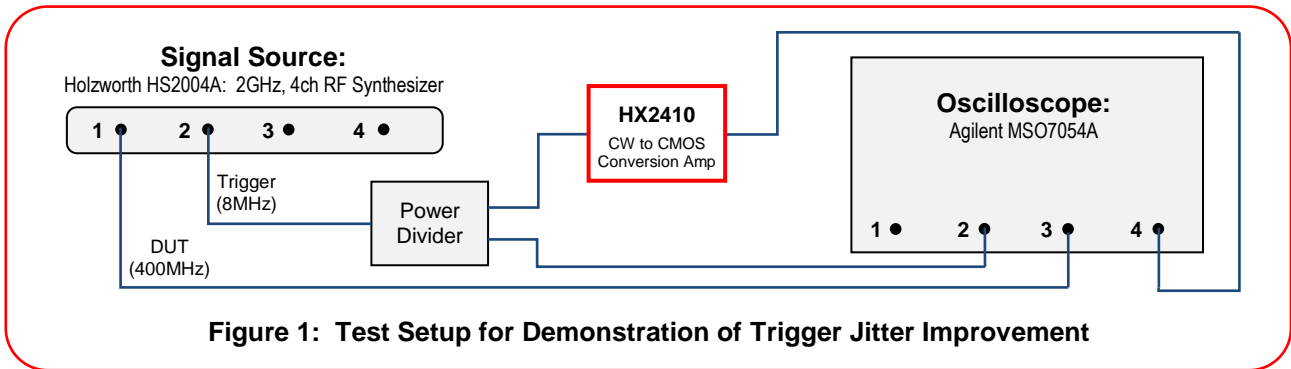 Signal Source:
Holzworth HS2004A: 2GHz, 4ch RF Synthesizer
1 2 3 4
Trigger
(8MHz)
DUT
(400MHz)
Power
Divider
HX2410
CW to CMOS
Conversion Amp
Oscilloscope:
Agilent MSO7054A
1 2 3 4
Figure 1: Test Setup for Demonstration of Trigger Jitter Improvement